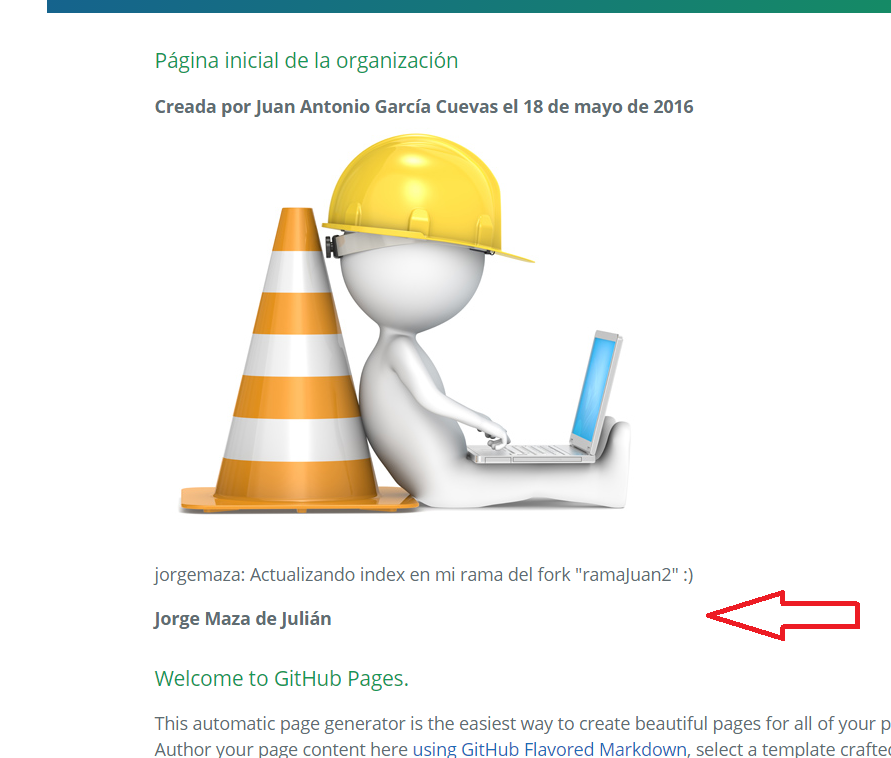 Página inicial de la organización
Creada por Juan Antonio García Cuevas el 18 de mayo de 2016
jorgemaza: Actualizando index en mi rama del fork "ramaJuan2" :)
Jorge Maza de Julián
Welcome to GitHub Pages.
This automatic page generator is the easiest way to create beautiful pages for all of your p
Author your page content here using GitHub Flavored Markdown, select a template crafte